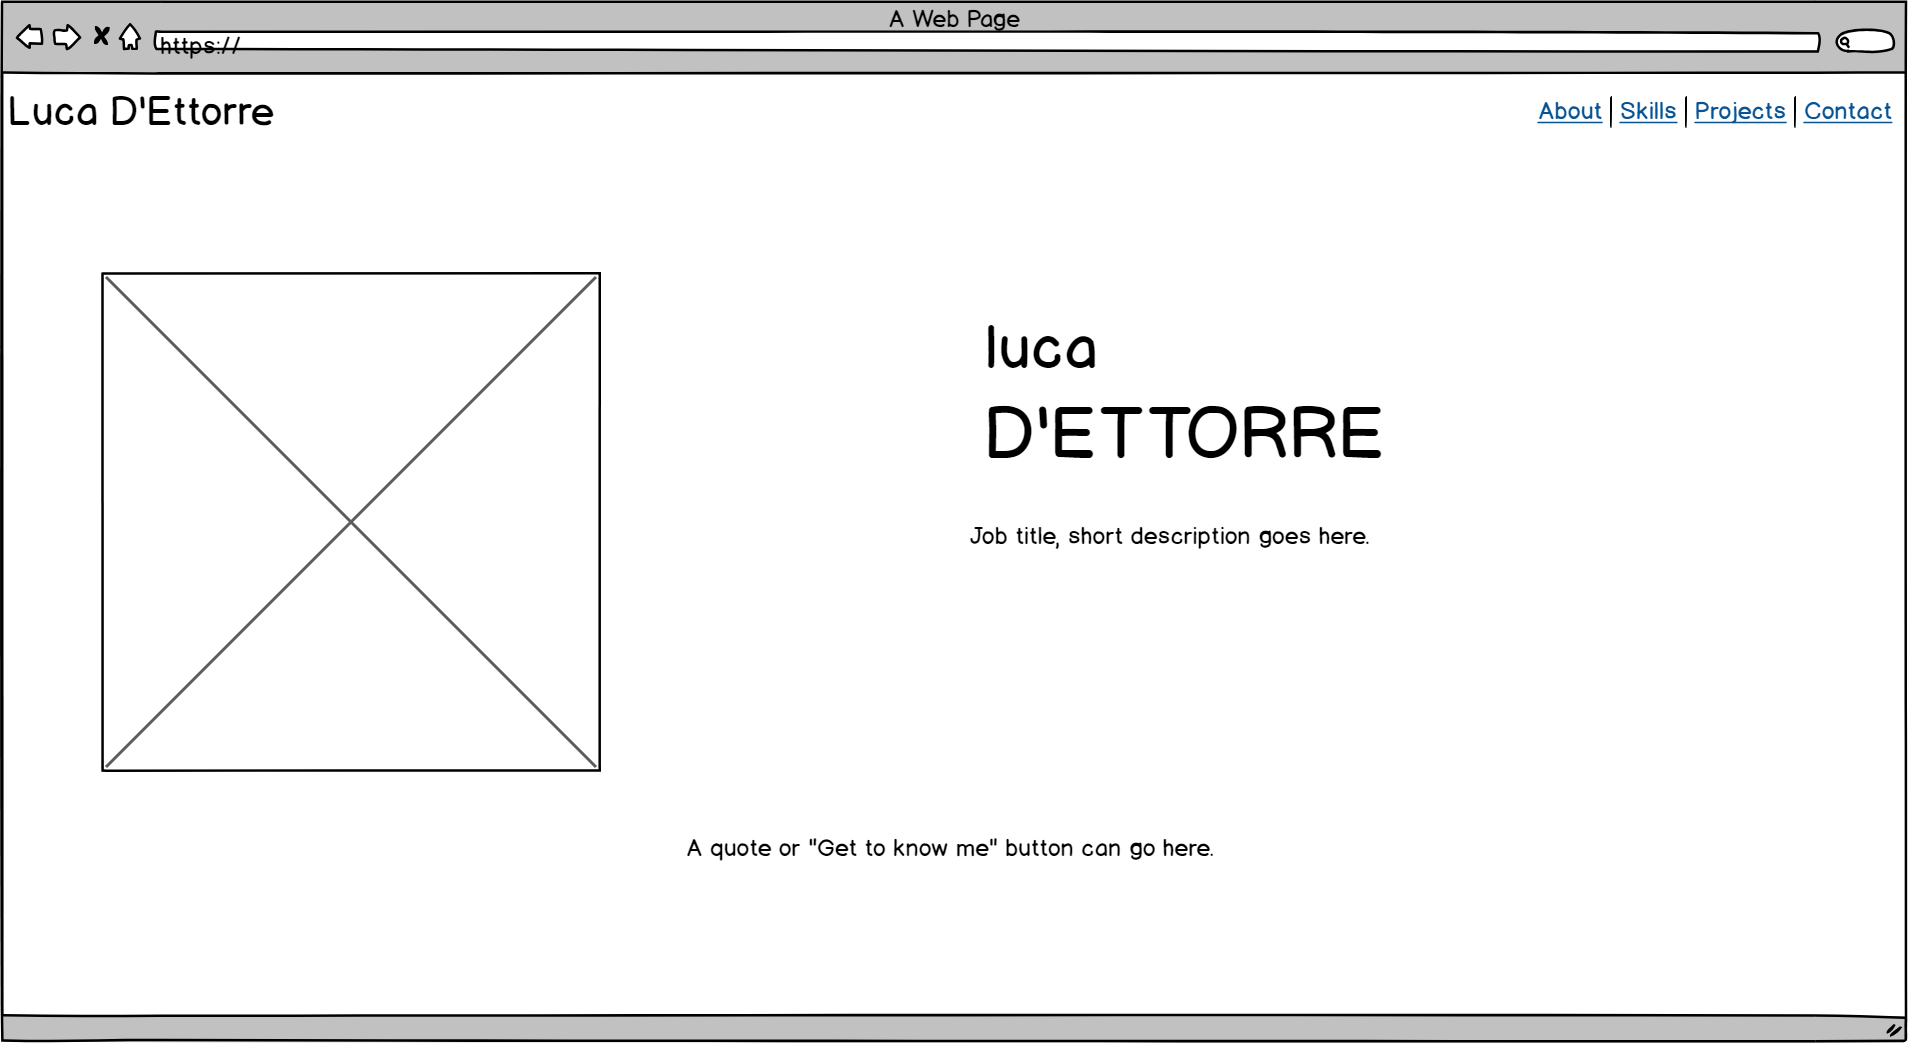 A Web Page
https://
Luca D'Ettorre
About Skills Projects Contact
luca
D'ETTORRE
Job title, short description goes here.
A quote or "Get to know me" button can go here.